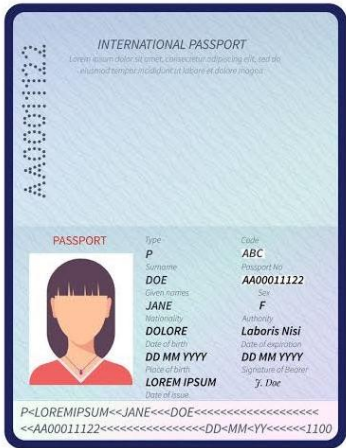 INTERNATIONAL PASSPORT
Lorem ipsum dolor sit amet, consectetur adipiscing elit, sed do
eiusmod tempor incididunt ut labore et dolore magna
AA00011122
PASSPORT
Type Code
P ABC
Surname Passport No
DOE AA00011122
Given names Sex
JANE F
Nationality Authority
DOLORE Laboris Nisi
Date of birth Date of expiration
DD MM YYYY DD MM YYYY
Place of birth Signature of Bearer
LOREM IPSUM J. Doe
Date of issue
P<LOREMIPSUM<<JANE<<<DOE<<<<<<<<<<<<<<<<<<<
<<AA00011122<<<<<<<<<<<<<<<<DD<MM<YY<<<<<<1100